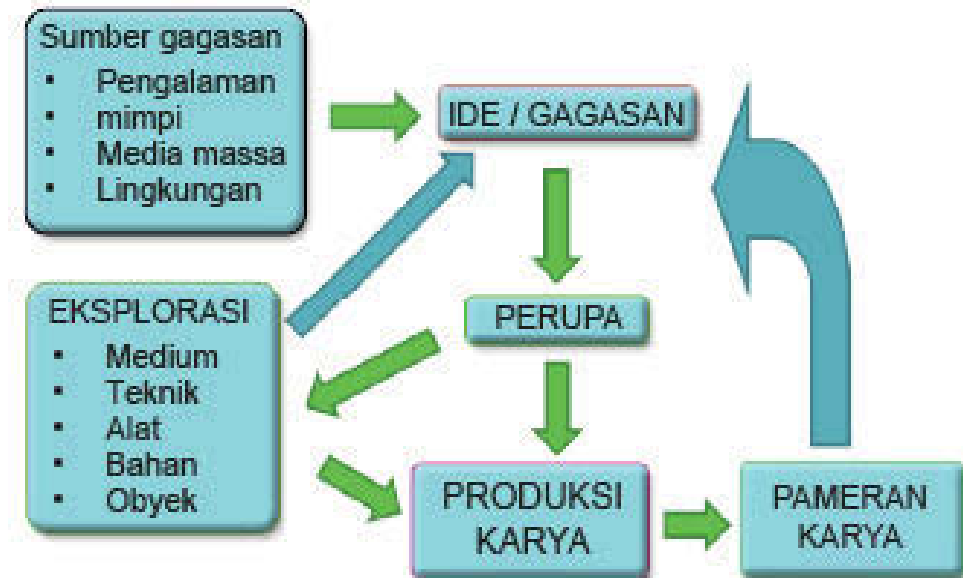 Sumber gagasan
▪ Pengalaman
▪ mimpi
▪ Media massa
▪ Lingkungan
IDE / GAGASAN
PERUPA
EKSPLORASI
▪ Medium
▪ Teknik
▪ Alat
▪ Bahan
▪ Obyek
PRODUKSI
KARYA
PAMERAN
KARYA